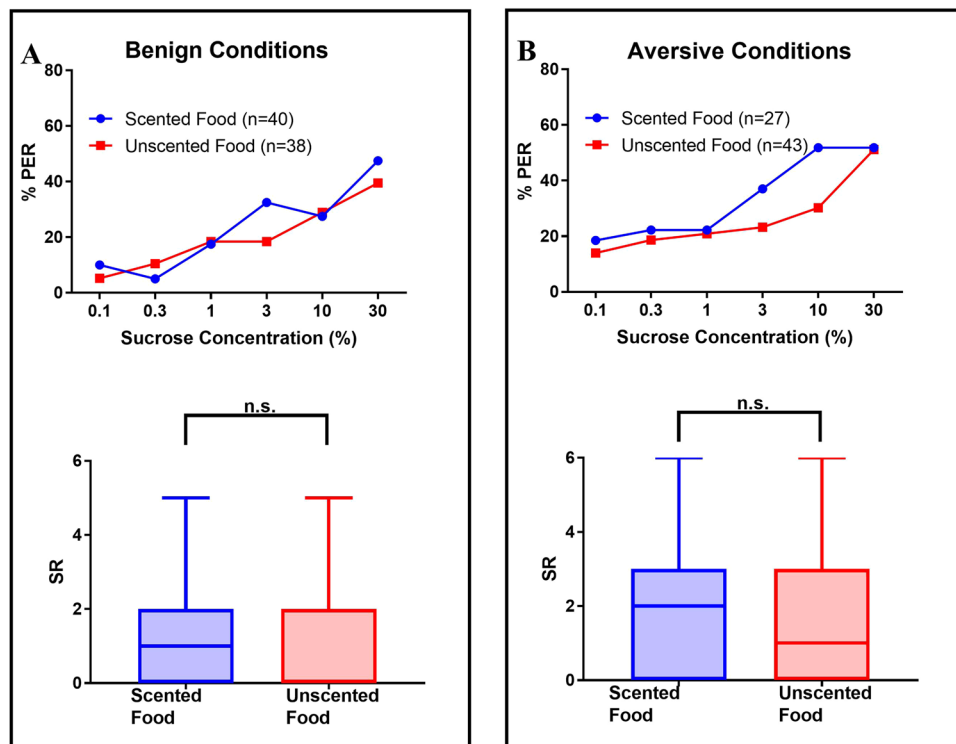 A
Benign Conditions
80
60
40
20
0
% PER
Scented Food (n=40)
Unscented Food (n=38)
0.1 0.3 1 3 10 30
Sucrose Concentration (%)
n.s.
6
4
2
0
SR
Scented Food
Unscented Food
B
Aversive Conditions
80
60
40
20
0
% PER
Scented Food (n=27)
Unscented Food (n=43)
0.1 0.3 1 3 10 30
Sucrose Concentration (%)
n.s.
6
4
2
0
SR
Scented Food
Unscented Food